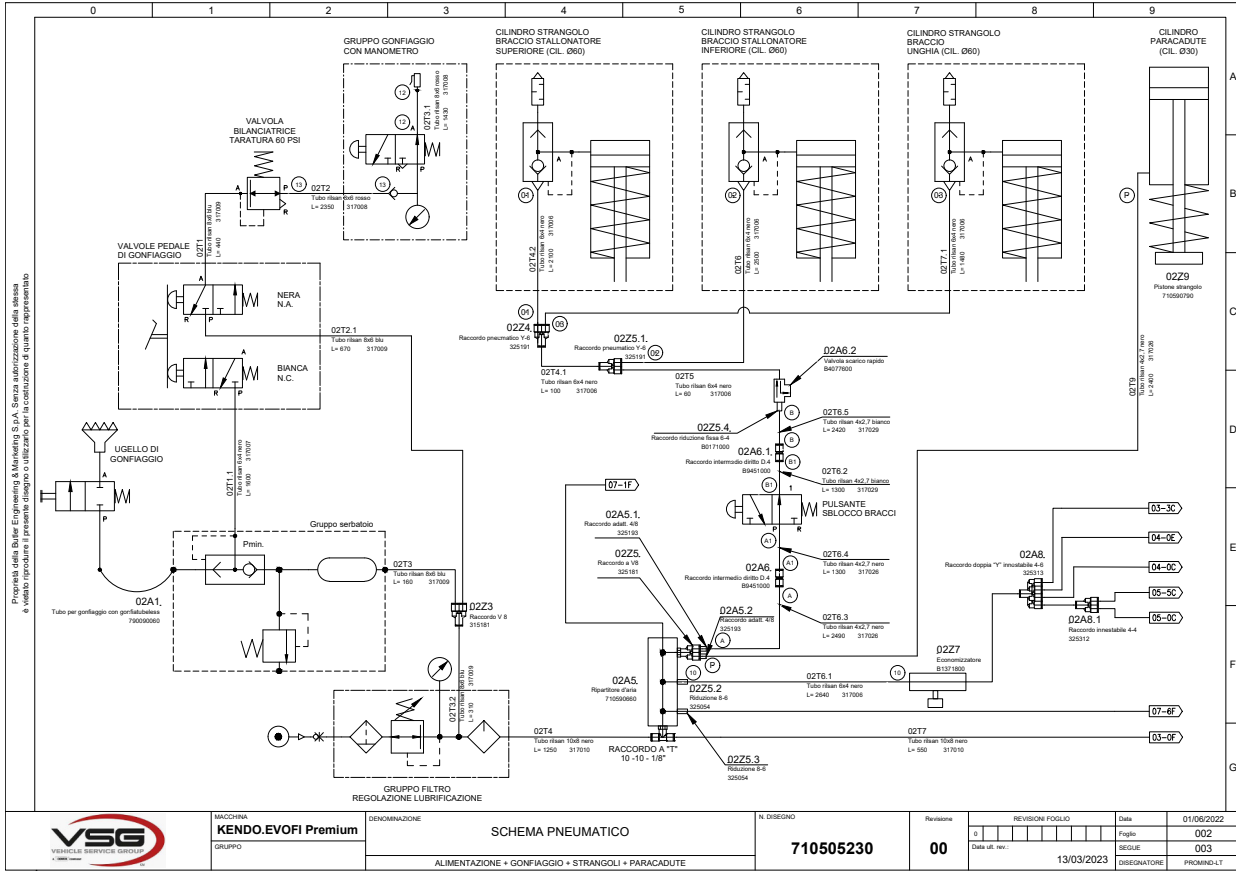 0 1 2 3 4 5 6 7 8 9
A
B
C
D
E
F
G
Proprietà della Butler Engineering & Marketing S.p.A. Senza autorizzazione della stessa
è vietato riprodurre il presente disegno o utilizzarlo per la costruzione di quanto rappresentato
GRUPPO GONFIAGGIO
CON MANOMETRO
12
12
02T3.1
Tubo rilsan 8x6 rosso
L= 1430 317008
A
R P
13
VALVOLA
BILANCIATRICE
TARATURA 60 PSI
A P
R
13
02T2
Tubo rilsan 8x6 rosso
L= 2350 317008
02T1
Tubo rilsan 8x6 blu
L= 440 317009
VALVOLE PEDALE
DI GONFIAGGIO
A
R P
NERA
N.A.
A
R P
BIANCA
N.C.
02T2.1
Tubo rilsan 8x6 blu
L= 670 317009
02T1.1
Tubo rilsan 6x4 nero
L= 1600 317007
UGELLO DI
GONFIAGGIO
A
P
02A1.
Tubo per gonfiaggio con gonfiatubeless
790090060
Gruppo serbatoio
Pmin.
02T3
Tubo rilsan 8x6 blu
L= 160 317009
02Z3
Raccordo V 8
315181
02T3.2
Tubo rilsan 8x6 blu
L= 310 317009
GRUPPO FILTRO
REGOLAZIONE LUBRIFICAZIONE
02T4
Tubo rilsan 10x8 nero
L= 1250 317010
CILINDRO STRANGOLO
BRACCIO STALLONATORE
SUPERIORE (CIL. Ø60)
A
04
02T4.2
Tubo rilsan 6x4 nero
L= 2100 317006
04
03
02Z4.
Raccordo pneumatico Y-6
325191
02T4.1
Tubo rilsan 6x4 nero
L= 100 317006
CILINDRO STRANGOLO
BRACCIO STALLONATORE
INFERIORE (CIL. Ø60)
A
02
02T6
Tubo rilsan 6x4 nero
L= 2500 317006
02Z5.1.
Raccordo pneumatico Y-6
325191
02
02T5
Tubo rilsan 6x4 nero
L= 60 317006
CILINDRO STRANGOLO
BRACCIO
UNGHIA (CIL. Ø60)
A
03
02T7.1
Tubo rilsan 6x4 nero
L= 1480 317006
CILINDRO
PARACADUTE
(CIL. Ø30)
P
02Z9
Pistone strangolo
710590790
02T9
Tubo rilsan 4x2,7 nero
L= 2400 317026
02A6.2
Valvola scarico rapido
B4077600
B
02Z5.4.
Raccordo riduzione fissa 6-4
B0171000
02T6.5
Tubo rilsan 4x2,7 bianco
L= 2420 317029
B
02A6.1.
Raccordo intermedio diritto D.4
B9451000
B1
02T6.2
Tubo rilsan 4x2,7 bianco
L= 1300 317029
B1
1
P R
PULSANTE
SBLOCCO BRACCI
A1
02T6.4
Tubo rilsan 4x2,7 nero
L= 1300 317026
A1
02A6.
Raccordo intermedio diritto D.4
B9451000
A
02T6.3
Tubo rilsan 4x2,7 nero
L= 2490 317026
07-1F
02A5.1.
Raccordo adatt. 4/8
325193
02Z5.
Raccordo a V8
325181
02A5.2
Raccordo adatt. 4/8
325193
A
P
10
02A5.
Ripartitore d'aria
710590660
02Z5.2
Riduzione 8-6
325054
RACCORDO A "T"
10 -10 - 1/8"
02Z5.3
Riduzione 8-6
325054
02T6.1
Tubo rilsan 6x4 nero
L= 2640 317006
10
02Z7
Economizzatore
B1371800
02T7
Tubo rilsan 10x8 nero
L= 550 317010
02A8.
Raccordo doppia "Y" innostabile 4-6
325313
02A8.1
Raccordo innestabile 4-4
325312
03-3C
04-0E
04-0C
05-5C
05-0C
07-6F
03-0F
VSG
VEHICLE SERVICE GROUP
MACCHINA
KENDO.EVOFI Premium
GRUPPO
DENOMINAZIONE
SCHEMA PNEUMATICO
ALIMENTAZIONE + GONFIAGGIO + STRANGOLI + PARACADUTE
N. DISEGNO
710505230
Revisione
00
REVISIONI FOGLIO
0
Data ult. rev.:
13/03/2023
Data 01/06/2022
Foglio 002
SEGUE 003
DISEGNATORE PROMIND-LT